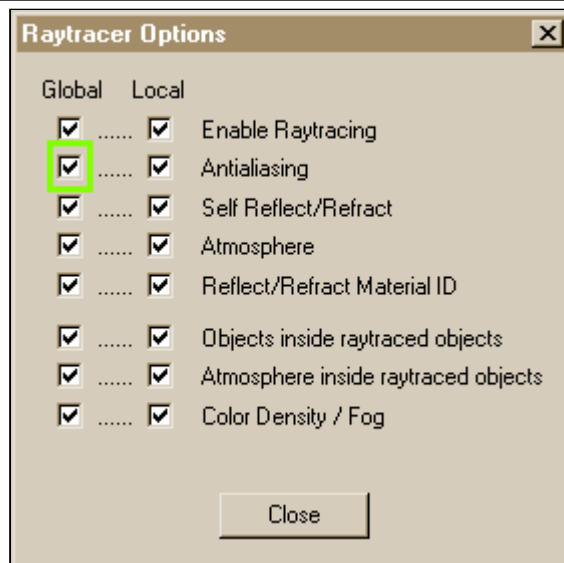 Raytracer Options
Global Local
...... Enable Raytracing
...... Antialiasing
...... Self Reflect/Refract
...... Atmosphere
...... Reflect/Refract Material ID
...... Objects inside raytraced objects
...... Atmosphere inside raytraced objects
...... Color Density / Fog
Close